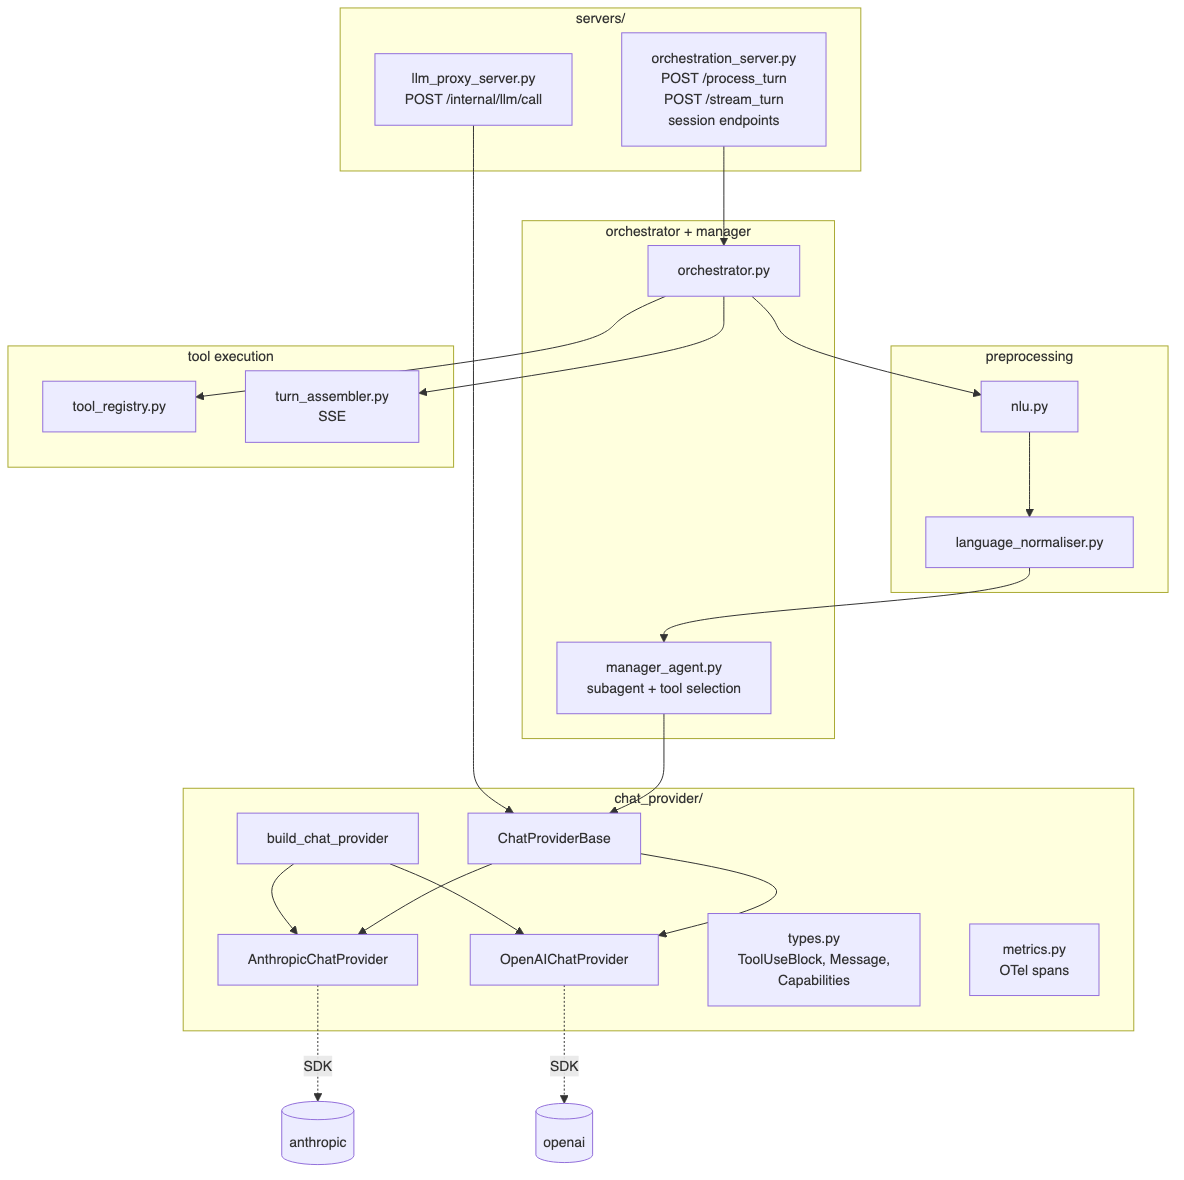 servers/
llm_proxy_server.py
POST /internal/llm/call
orchestration_server.py
POST /process_turn
POST /stream_turn
session endpoints
orchestrator + manager
orchestrator.py
tool execution
tool_registry.py
turn_assembler.py
SSE
preprocessing
nlu.py
language_normaliser.py
manager_agent.py
subagent + tool selection
chat_provider/
build_chat_provider
ChatProviderBase
AnthropicChatProvider
OpenAIChatProvider
types.py
ToolUseBlock, Message,
Capabilities
metrics.py
OTel spans
SDK
SDK
anthropic
openai